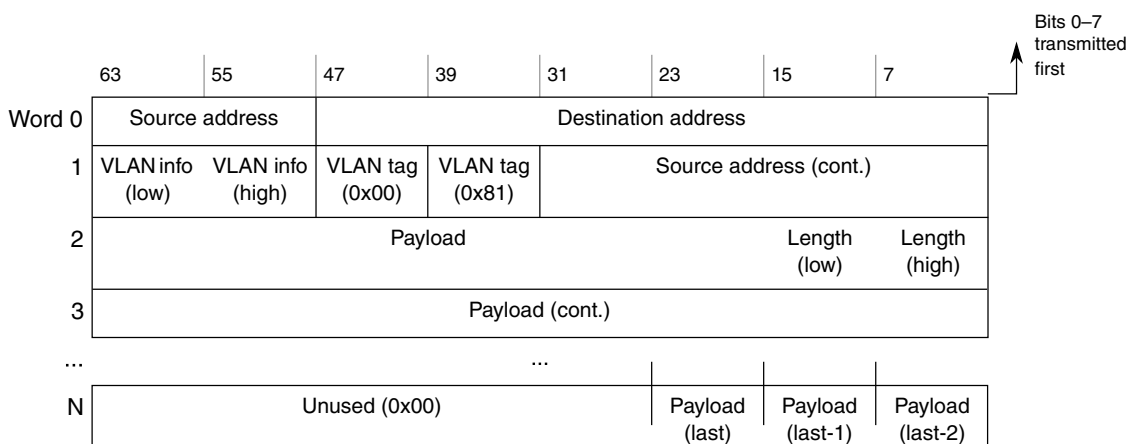 Bits 0–7
transmitted
first
63 55 47 39 31 23 15 7
Word 0 Source address Destination address
1 VLAN info VLAN info VLAN tag VLAN tag Source address (cont.)
(low) (high) (0x00) (0x81)
2 Payload Length Length
(low) (high)
3 Payload (cont.)
... ...
N Unused (0x00) Payload Payload Payload
(last) (last-1) (last-2)